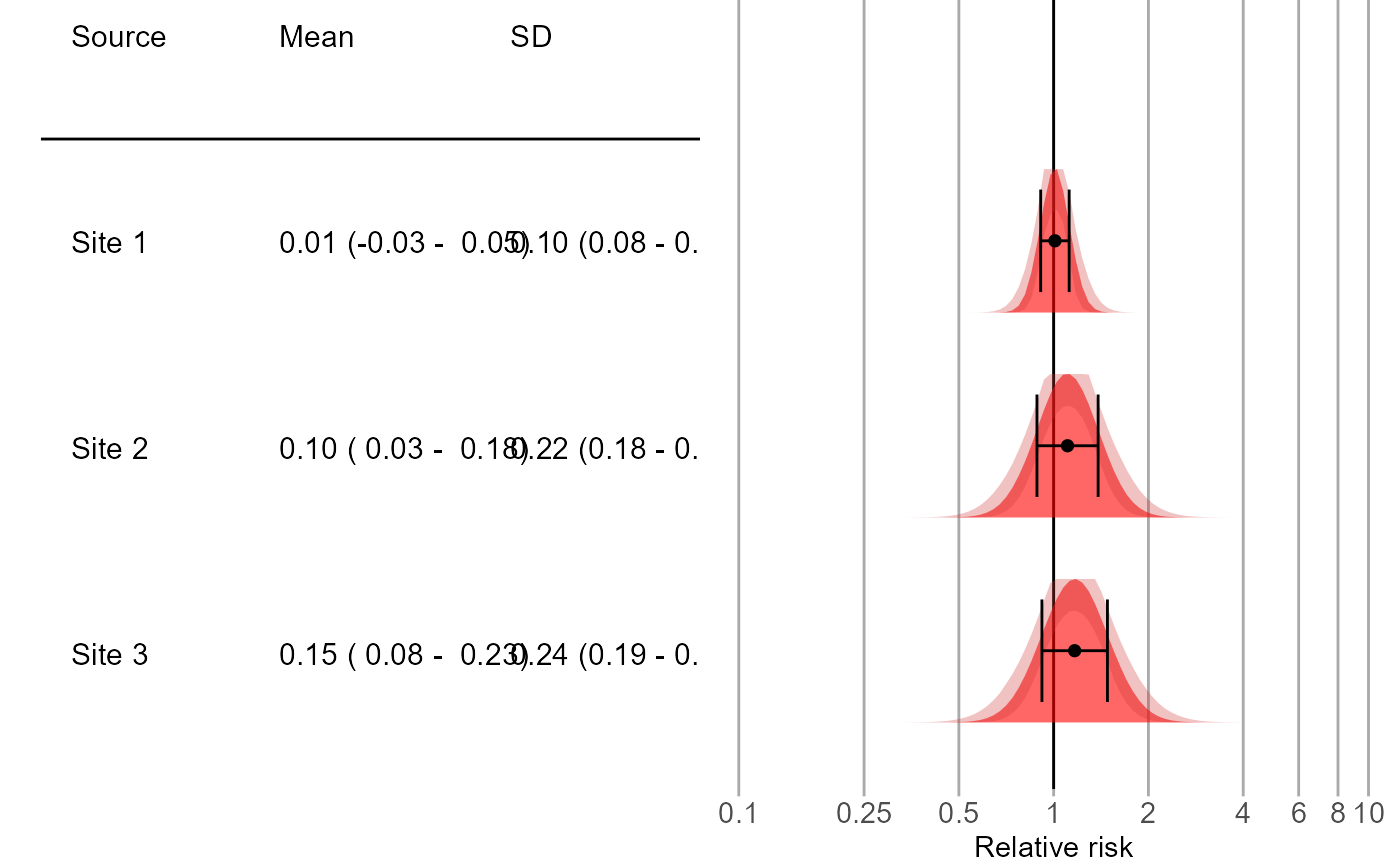 Source Mean SD
Site 1 0.01 (-0.03 -  0.05) 0.10 (0.08 - 0.
Site 2 0.10 ( 0.03 -  0.18) 0.22 (0.18 - 0.
Site 3 0.15 ( 0.08 -  0.23) 0.24 (0.19 - 0.
0.1 0.25 0.5 1 2 4 6 8 10
Relative risk